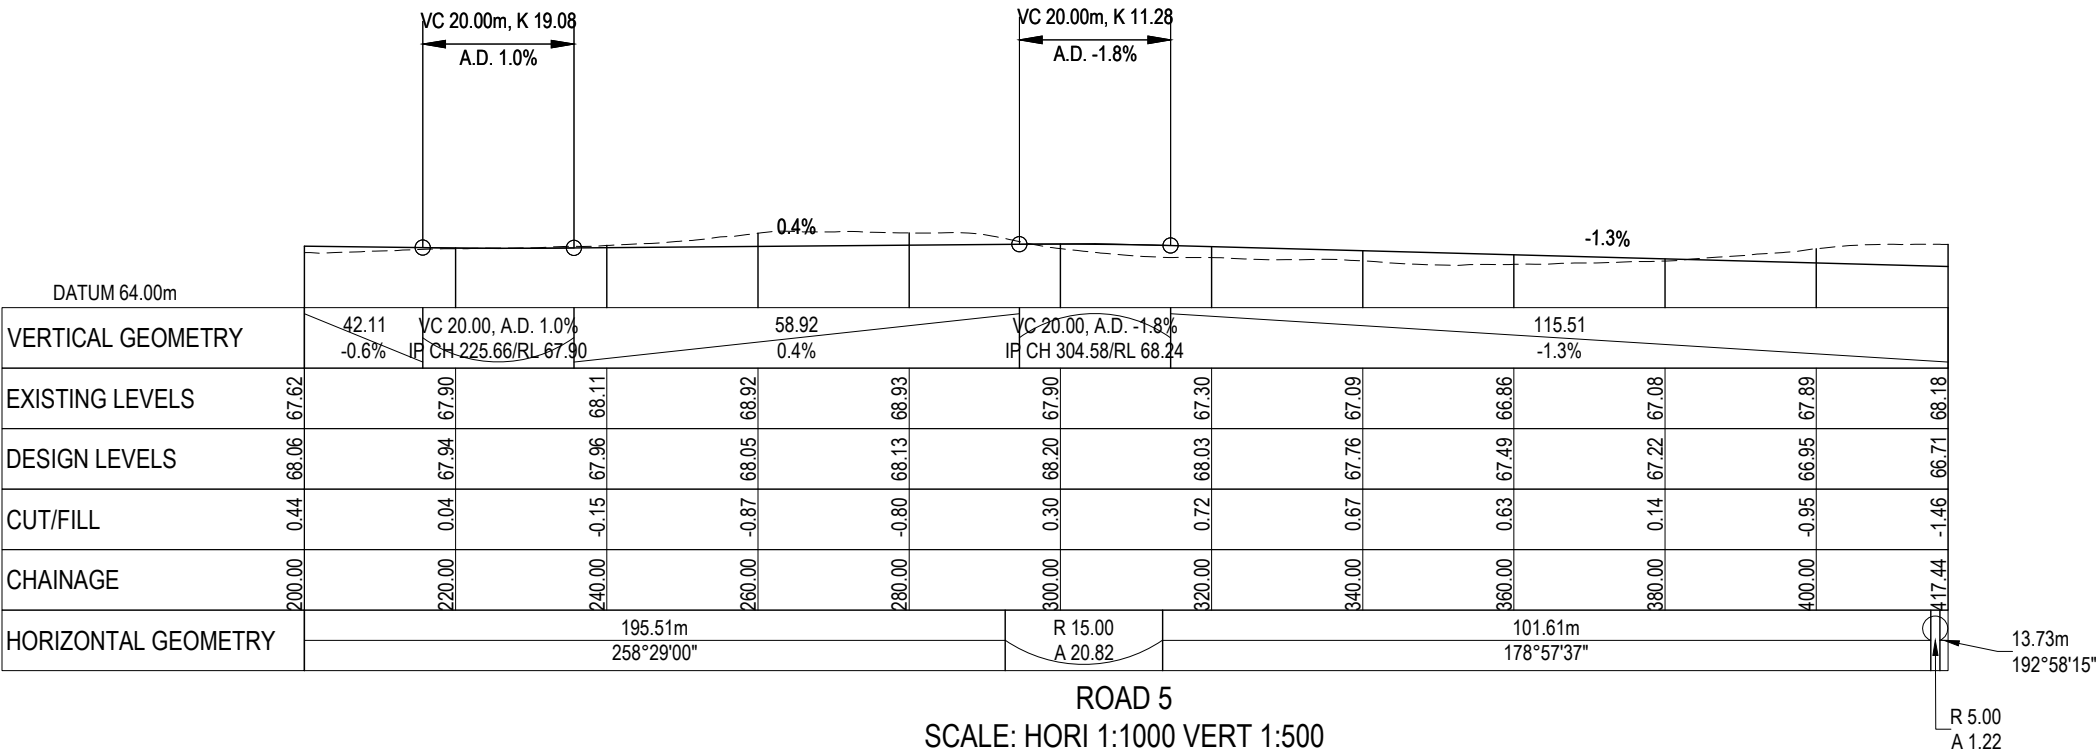 VC 20.00m, K 19.08
A.D. 1.0%
VC 20.00m, K 11.28
A.D. -1.8%
0.4%
-1.3%
DATUM 64.00m
VERTICAL GEOMETRY
42.11
-0.6%
VC 20.00, A.D. 1.0%
IP CH 225.66/RL 67.90
58.92
0.4%
VC 20.00, A.D. -1.8%
IP CH 304.58/RL 68.24
115.51
-1.3%
EXISTING LEVELS 67.62 67.90 68.11 68.92 68.93 67.90 67.30 67.09 66.86 67.08 67.89 68.18
DESIGN LEVELS 68.06 67.94 67.96 68.05 68.13 68.20 68.03 67.76 67.49 67.22 66.95 66.71
CUT/FILL 0.44 0.04 -0.15 -0.87 -0.80 0.30 0.72 0.67 0.63 0.14 -0.95 -1.46
CHAINAGE 200.00 220.00 240.00 260.00 280.00 300.00 320.00 340.00 360.00 380.00 400.00 417.44
HORIZONTAL GEOMETRY
195.51m
258°29'00"
R 15.00
A 20.82
101.61m
178°57'37"
13.73m
192°58'15"
R 5.00
A 1.22
ROAD 5
SCALE: HORI 1:1000 VERT 1:500